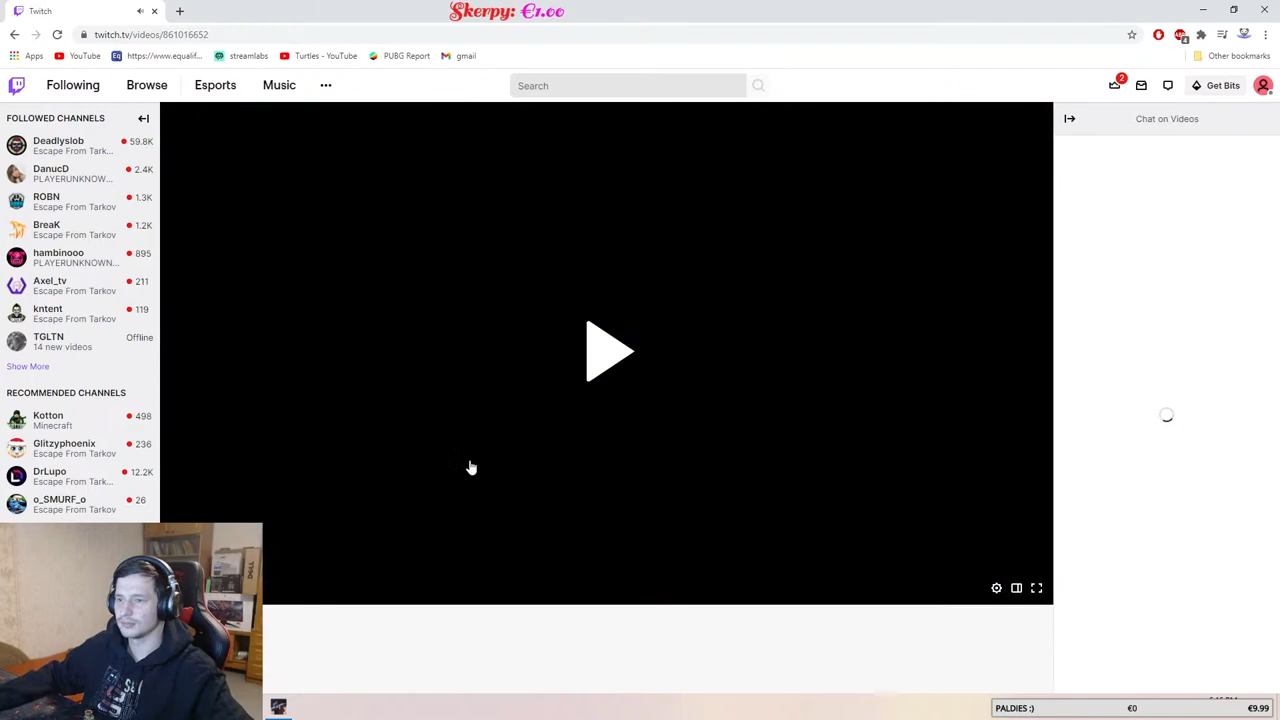 Twitch
Skerpy: €1.00
twitch.tv/videos/861016652
Apps
YouTube
https://www.equalif...
streamlabs
Turtles - YouTube
PUBG Report
gmail
Other bookmarks
Following
Browse
Esports
Music
Search
2
Get Bits
FOLLOWED CHANNELS
Chat on Videos
Deadlyslob
59.8K
Escape From Tark...
DanucD
2.4K
PLAYERUNKNOW...
ROBN
1.3K
Escape From Tarkov
BreaK
1.2K
Escape From Tarkov
hambinooo
895
PLAYERUNKNOWN...
Axel_tv
211
Escape From Tarkov
kntent
119
Escape From Tarkov
TGLTN
Offline
14 new videos
Show More
RECOMMENDED CHANNELS
Kotton
498
Minecraft
Glitzyphoenix
236
Escape From Tarkov
DrLupo
12.2K
Escape From Tark...
o_SMURF_o
26
Escape From Tarkov
DELL
PALDIES :)
€0
€9.99